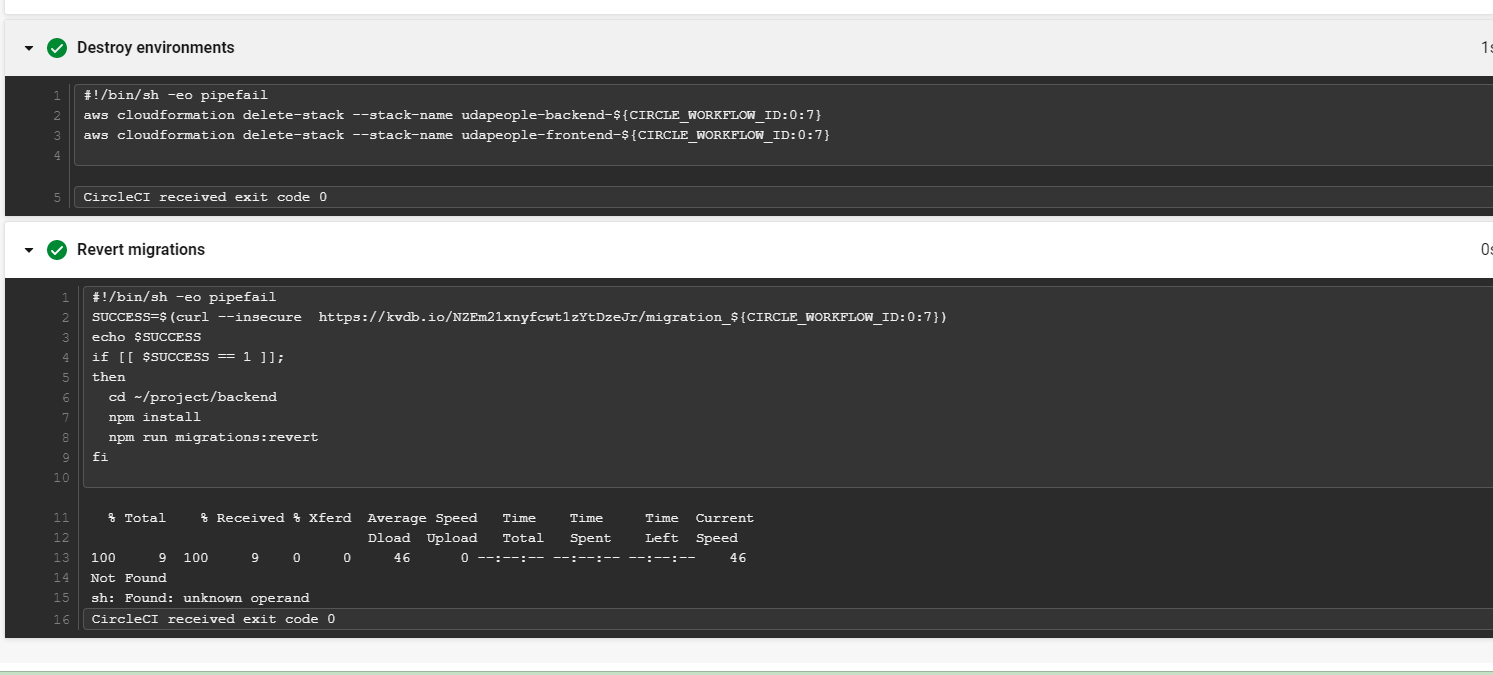 Destroy environments
1 #!/bin/sh -eo pipefail
2 aws cloudformation delete-stack --stack-name udapeople-backend-${CIRCLE_WORKFLOW_ID:0:7}
3 aws cloudformation delete-stack --stack-name udapeople-frontend-${CIRCLE_WORKFLOW_ID:0:7}
4
5 CircleCI received exit code 0
Revert migrations
1 #!/bin/sh -eo pipefail
2 SUCCESS=$(curl --insecure  https://kvdb.io/NZEm21xnyfcwt1zYtDzeJr/migration_${CIRCLE_WORKFLOW_ID:0:7})
3 echo $SUCCESS
4 if [[ $SUCCESS == 1 ]];
5 then
6   cd ~/project/backend
7   npm install
8   npm run migrations:revert
9 fi
10
11   % Total    % Received % Xferd  Average Speed   Time    Time     Time  Current
12                                  Dload  Upload   Total   Spent    Left  Speed
13 100     9  100     9    0     0     46      0 --:--:-- --:--:-- --:--:--    46
14 Not Found
15 sh: Found: unknown operand
16 CircleCI received exit code 0